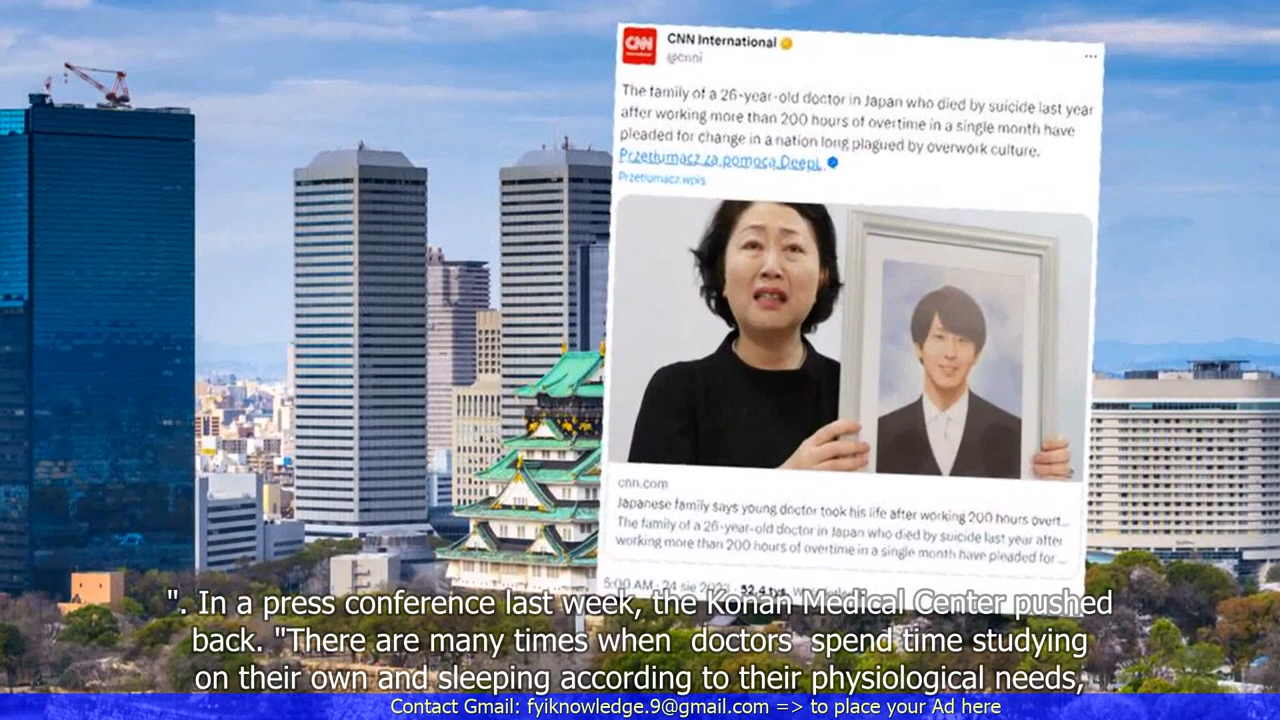 CNN International
@cnni
The family of a 26-year-old doctor in Japan who died by suicide last year
after working more than 200 hours of overtime in a single month have
pleaded for change in a nation long plagued by overwork culture.
Przetłumacz za pomocą DeepL
Przetłumacz wpis
cnn.com
Japanese family says young doctor took his life after working 200 hours overt...
The family of a 26-year-old doctor in Japan who died by suicide last year after
working more than 200 hours of overtime in a single month have pleaded for ...
5:00 AM · 24 sie 2023 · 52,4 tys.
". In a press conference last week, the Konan Medical Center pushed
back. "There are many times when doctors spend time studying
on their own and sleeping according to their physiological needs,
Contact Gmail: fyiknowledge.9@gmail.com => to place your Ad here